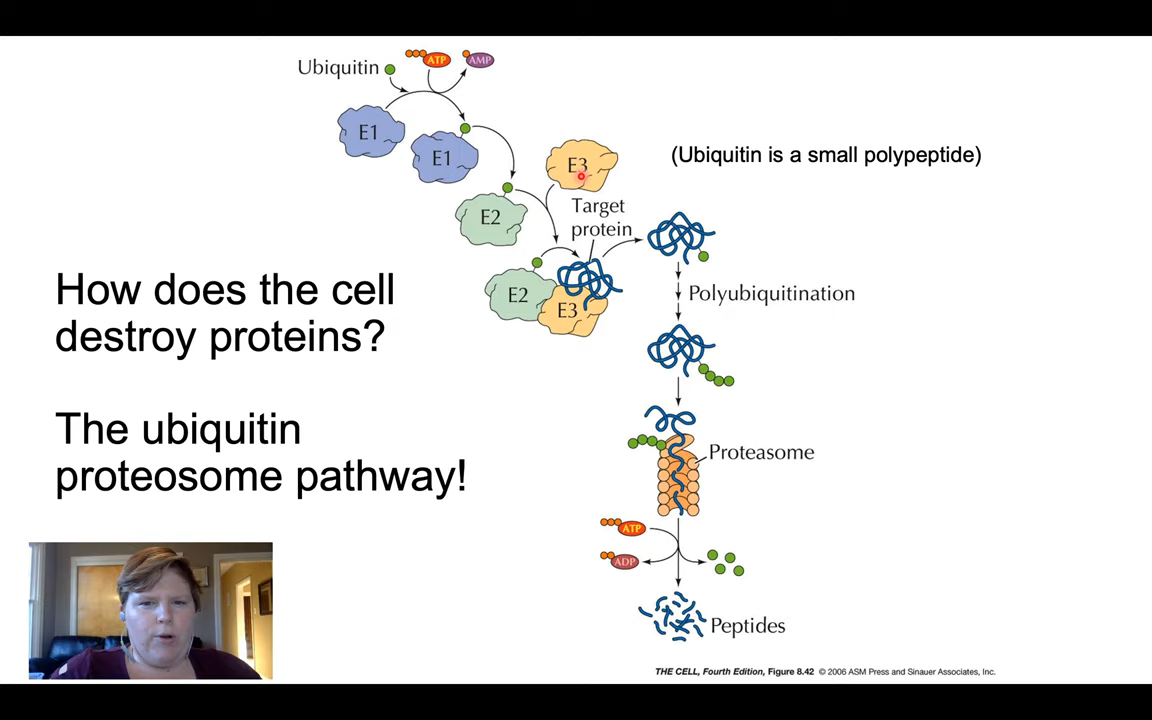 Ubiquitin
ATP
AMP
E1
E1
E3
(Ubiquitin is a small polypeptide)
E2
Target
protein
E2
E3
Polyubiquitination
How does the cell
destroy proteins?
The ubiquitin
proteosome pathway!
Proteasome
ATP
ADP
Peptides
THE CELL, Fourth Edition, Figure 8.42 © 2006 ASM Press and Sinauer Associates, Inc.